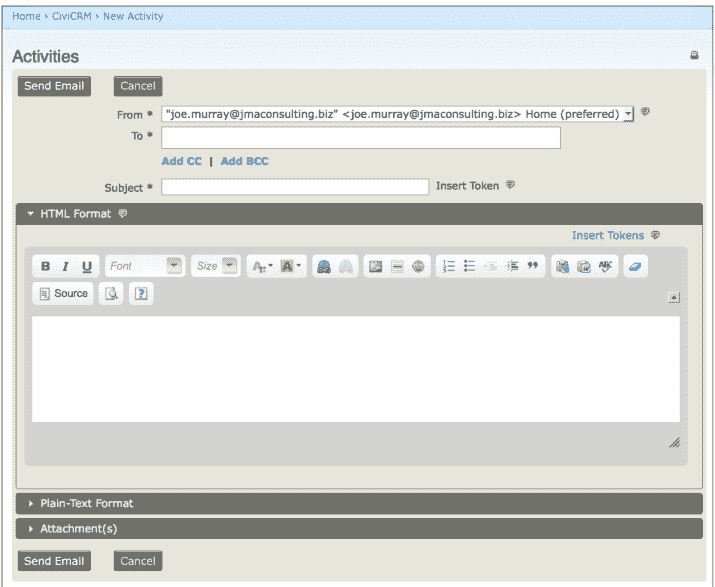 Home › CiviCRM › New Activity
Activities
Send Email Cancel
From * "joe.murray@jmaconsulting.biz" <joe.murray@jmaconsulting.biz> Home (preferred)
To *
Add CC | Add BCC
Subject * Insert Token
HTML Format
Insert Tokens
B I U Font Size
Source
Plain-Text Format
Attachment(s)
Send Email Cancel